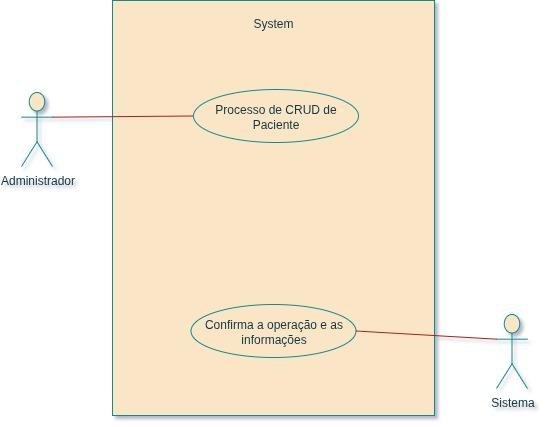 System
Processo de CRUD de
Paciente
Administrador
Confirma a operação e as
informações
Sistema